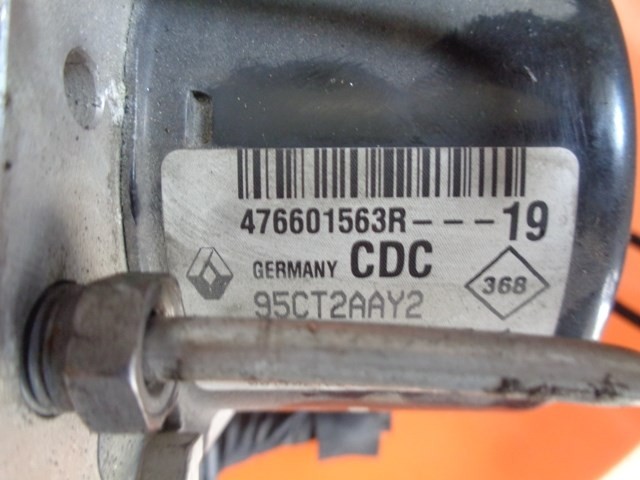 476601563R---19
GERMANY CDC
368
95CT2AAY2